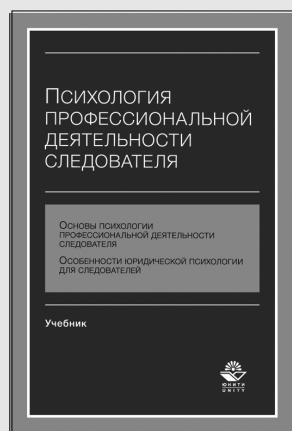 Психология
профессиональной
деятельности
следователя
Основы психологии
профессиональной деятельности
следователя
Особенности юридической психологии
для следователей
Учебник
ЮНИТИ
UNITY